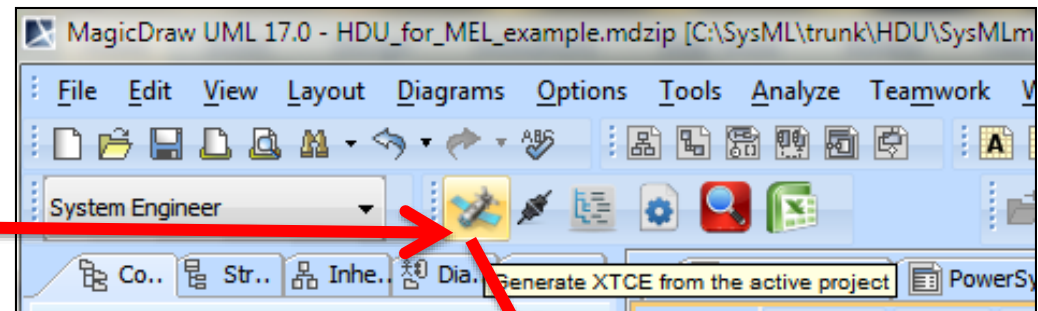 MagicDraw UML 17.0 - HDU_for_MEL_example.mdzip [C:\SysML\trunk\HDU\SysMLm
File Edit View Layout Diagrams Options Tools Analyze Teamwork
ABC A
System Engineer
Co.. Str.. Inhe.. Dia. Generate XTCE from the active project PowerSy